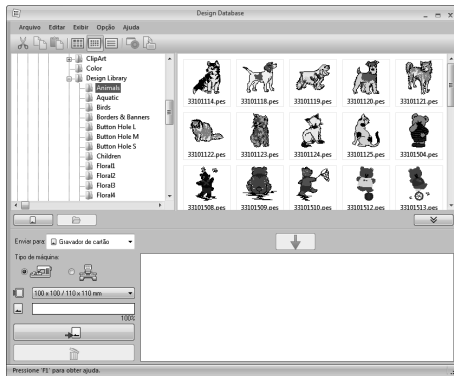 Design Database
Arquivo Editar Exibir Opção Ajuda
ClipArt
Color
Design Library
Animals
Aquatic
Birds
Borders & Banners
Button Hole L
Button Hole M
Button Hole S
Children
Floral1
Floral2
Floral3
Floral4
33101114.pes 33101118.pes 33101119.pes 33101120.pes 33101121.pes
33101122.pes 33101123.pes 33101124.pes 33101125.pes 33101504.pes
33101508.pes 33101509.pes 33101510.pes 33101512.pes 33101513.pes
Enviar para: Gravador de cartão
Tipo de máquina:
100 x 100 / 110 x 110 mm
100%
Pressione 'F1' para obter ajuda.